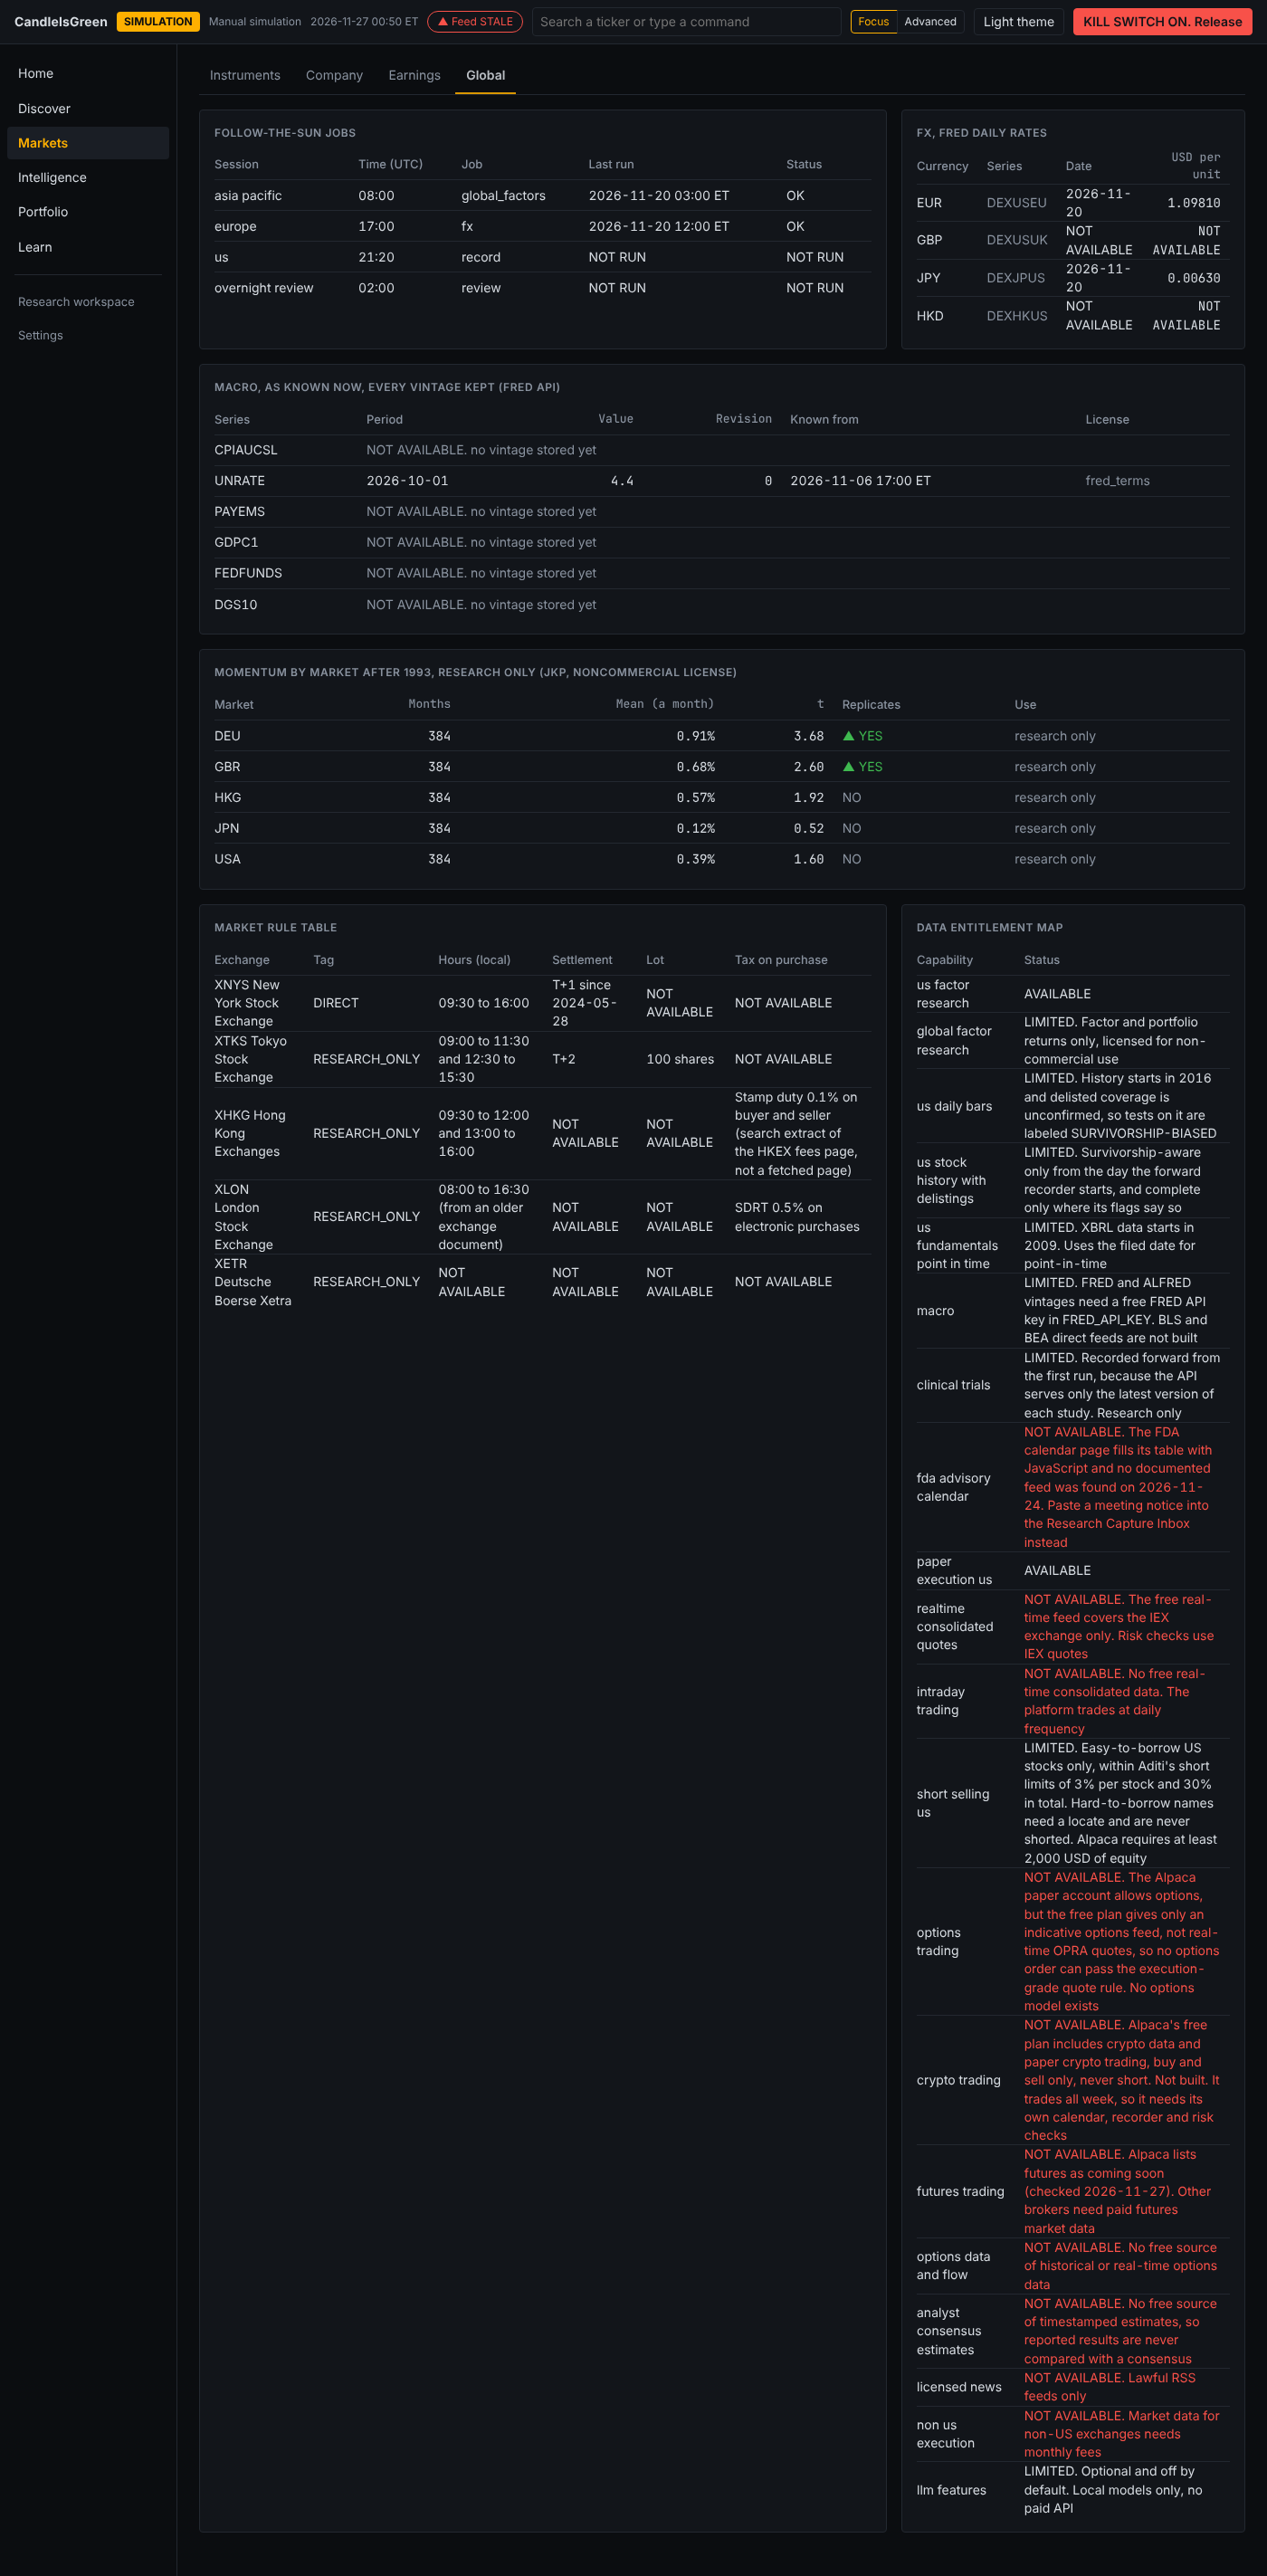 CandleIsGreen SIMULATION Manual simulation 2026-11-27 00:50 ET ▲ Feed STALE Search a ticker or type a command Focus Advanced Light theme KILL SWITCH ON. Release
Home
Discover
Markets
Intelligence
Portfolio
Learn
Research workspace
Settings
Instruments Company Earnings Global
FOLLOW-THE-SUN JOBS
Session Time (UTC) Job Last run Status
asia pacific 08:00 global_factors 2026-11-20 03:00 ET OK
europe 17:00 fx 2026-11-20 12:00 ET OK
us 21:20 record NOT RUN NOT RUN
overnight review 02:00 review NOT RUN NOT RUN
FX, FRED DAILY RATES
Currency Series Date USD per
unit
EUR DEXUSEU 2026-11-
20 1.09810
GBP DEXUSUK NOT
AVAILABLE NOT
AVAILABLE
JPY DEXJPUS 2026-11-
20 0.00630
HKD DEXHKUS NOT
AVAILABLE NOT
AVAILABLE
MACRO, AS KNOWN NOW, EVERY VINTAGE KEPT (FRED API)
Series Period Value Revision Known from License
CPIAUCSL NOT AVAILABLE. no vintage stored yet
UNRATE 2026-10-01 4.4 0 2026-11-06 17:00 ET fred_terms
PAYEMS NOT AVAILABLE. no vintage stored yet
GDPC1 NOT AVAILABLE. no vintage stored yet
FEDFUNDS NOT AVAILABLE. no vintage stored yet
DGS10 NOT AVAILABLE. no vintage stored yet
MOMENTUM BY MARKET AFTER 1993, RESEARCH ONLY (JKP, NONCOMMERCIAL LICENSE)
Market Months Mean (a month) t Replicates Use
DEU 384 0.91% 3.68 ▲ YES research only
GBR 384 0.68% 2.60 ▲ YES research only
HKG 384 0.57% 1.92 NO research only
JPN 384 0.12% 0.52 NO research only
USA 384 0.39% 1.60 NO research only
MARKET RULE TABLE
Exchange Tag Hours (local) Settlement Lot Tax on purchase
XNYS New
York Stock
Exchange
DIRECT
09:30 to 16:00
T+1 since
2024-05-
28
NOT
AVAILABLE
NOT AVAILABLE
XTKS Tokyo
Stock
Exchange
RESEARCH_ONLY
09:00 to 11:30
and 12:30 to
15:30
T+2
100 shares
NOT AVAILABLE
XHKG Hong
Kong
Exchanges
RESEARCH_ONLY
09:30 to 12:00
and 13:00 to
16:00
NOT
AVAILABLE
NOT
AVAILABLE
Stamp duty 0.1% on
buyer and seller
(search extract of
the HKEX fees page,
not a fetched page)
XLON
London
Stock
Exchange
RESEARCH_ONLY
08:00 to 16:30
(from an older
exchange
document)
NOT
AVAILABLE
NOT
AVAILABLE
SDRT 0.5% on
electronic purchases
XETR
Deutsche
Boerse Xetra
RESEARCH_ONLY
NOT
AVAILABLE
NOT
AVAILABLE
NOT
AVAILABLE
NOT AVAILABLE
DATA ENTITLEMENT MAP
Capability Status
us factor
research
AVAILABLE
global factor
research
LIMITED. Factor and portfolio
returns only, licensed for non-
commercial use
us daily bars
LIMITED. History starts in 2016
and delisted coverage is
unconfirmed, so tests on it are
labeled SURVIVORSHIP-BIASED
us stock
history with
delistings
LIMITED. Survivorship-aware
only from the day the forward
recorder starts, and complete
only where its flags say so
us
fundamentals
point in time
LIMITED. XBRL data starts in
2009. Uses the filed date for
point-in-time
macro
LIMITED. FRED and ALFRED
vintages need a free FRED API
key in FRED_API_KEY. BLS and
BEA direct feeds are not built
clinical trials
LIMITED. Recorded forward from
the first run, because the API
serves only the latest version of
each study. Research only
fda advisory
calendar
NOT AVAILABLE. The FDA
calendar page fills its table with
JavaScript and no documented
feed was found on 2026-11-
24. Paste a meeting notice into
the Research Capture Inbox
instead
paper
execution us
AVAILABLE
realtime
consolidated
quotes
NOT AVAILABLE. The free real-
time feed covers the IEX
exchange only. Risk checks use
IEX quotes
intraday
trading
NOT AVAILABLE. No free real-
time consolidated data. The
platform trades at daily
frequency
short selling
us
LIMITED. Easy-to-borrow US
stocks only, within Aditi's short
limits of 3% per stock and 30%
in total. Hard-to-borrow names
need a locate and are never
shorted. Alpaca requires at least
2,000 USD of equity
options
trading
NOT AVAILABLE. The Alpaca
paper account allows options,
but the free plan gives only an
indicative options feed, not real-
time OPRA quotes, so no options
order can pass the execution-
grade quote rule. No options
model exists
crypto trading
NOT AVAILABLE. Alpaca's free
plan includes crypto data and
paper crypto trading, buy and
sell only, never short. Not built. It
trades all week, so it needs its
own calendar, recorder and risk
checks
futures trading
NOT AVAILABLE. Alpaca lists
futures as coming soon
(checked 2026-11-27). Other
brokers need paid futures
market data
options data
and flow
NOT AVAILABLE. No free source
of historical or real-time options
data
analyst
consensus
estimates
NOT AVAILABLE. No free source
of timestamped estimates, so
reported results are never
compared with a consensus
licensed news
NOT AVAILABLE. Lawful RSS
feeds only
non us
execution
NOT AVAILABLE. Market data for
non-US exchanges needs
monthly fees
llm features
LIMITED. Optional and off by
default. Local models only, no
paid API